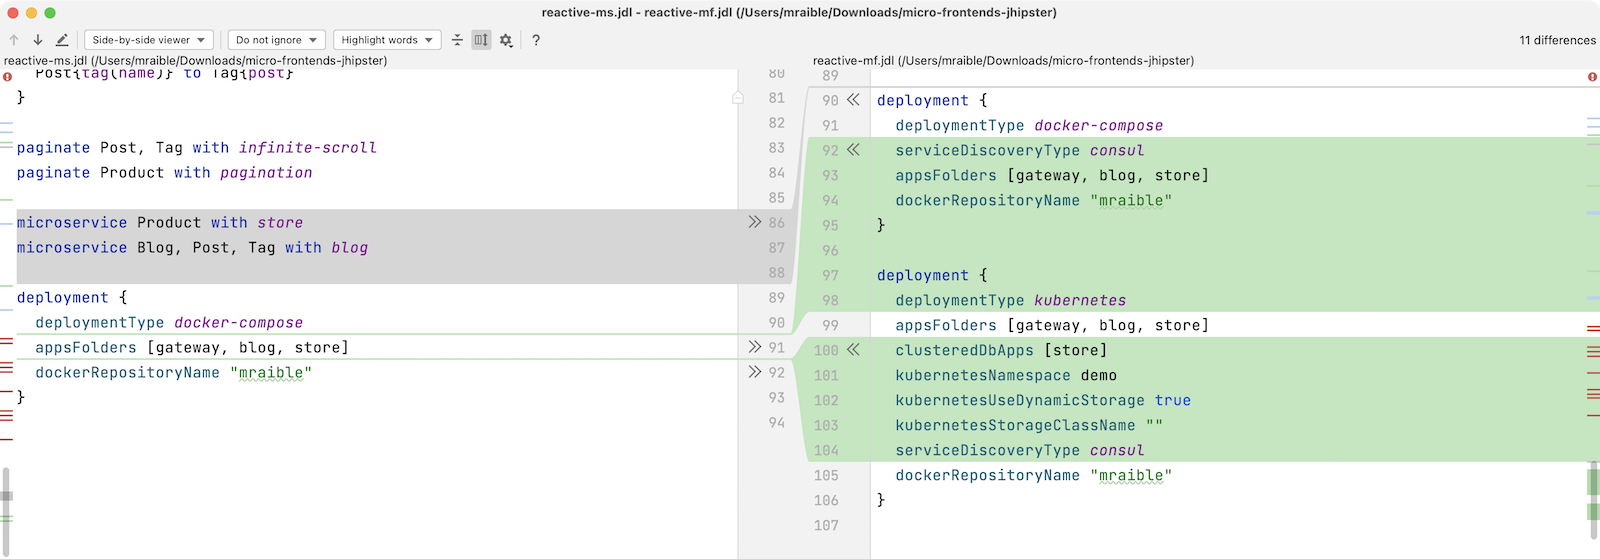 reactive-ms.jdl - reactive-mf.jdl (/Users/mraible/Downloads/micro-frontends-jhipster)
Side-by-side viewer Do not ignore Highlight words ? 11 differences
reactive-ms.jdl (/Users/mraible/Downloads/micro-frontends-jhipster)
Post{tag(name)} to Tag{post} 80
} 81
82
paginate Post, Tag with infinite-scroll 83
paginate Product with pagination 84
85
microservice Product with store 86
microservice Blog, Post, Tag with blog 87
88
deployment { 89
deploymentType docker-compose 90
appsFolders [gateway, blog, store] 91
dockerRepositoryName "mraible" 92
} 93
94
reactive-mf.jdl (/Users/mraible/Downloads/micro-frontends-jhipster)
89
90 deployment {
91 deploymentType docker-compose
92 serviceDiscoveryType consul
93 appsFolders [gateway, blog, store]
94 dockerRepositoryName "mraible"
95 }
96
97 deployment {
98 deploymentType kubernetes
99 appsFolders [gateway, blog, store]
100 clusteredDbApps [store]
101 kubernetesNamespace demo
102 kubernetesUseDynamicStorage true
103 kubernetesStorageClassName ""
104 serviceDiscoveryType consul
105 dockerRepositoryName "mraible"
106 }
107